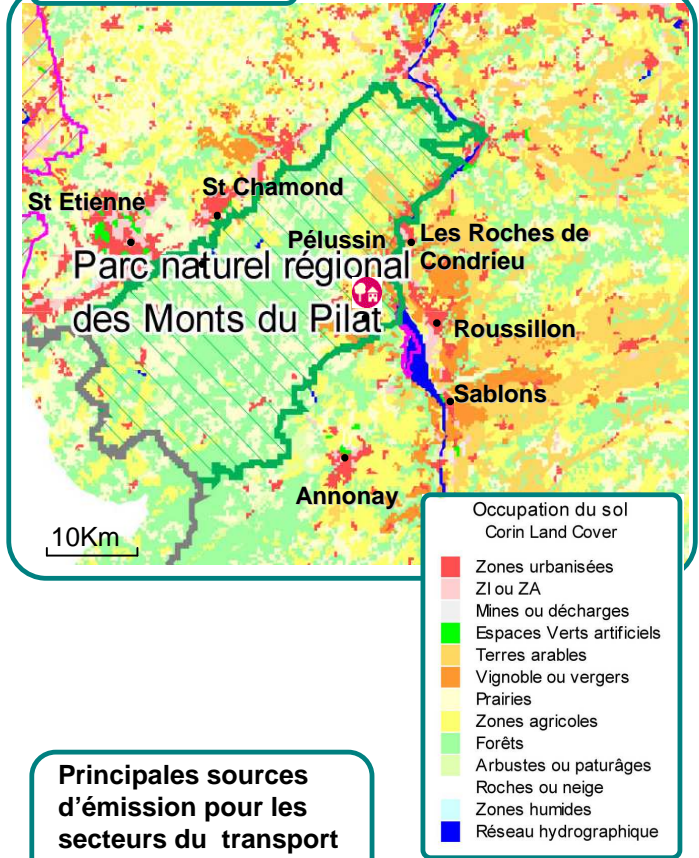 St Etienne
St Chamond
Pélussin
Les Roches de
Condrieu
Parc naturel régional
des Monts du Pilat
Roussillon
Sablons
Annonay
10Km
Occupation du sol
Corin Land Cover
Zones urbanisées
ZI ou ZA
Mines ou décharges
Espaces Verts artificiels
Terres arables
Vignoble ou vergers
Prairies
Zones agricoles
Forêts
Arbustes ou paturâges
Roches ou neige
Zones humides
Réseau hydrographique
Principales sources
d'émission pour les
secteurs du transport